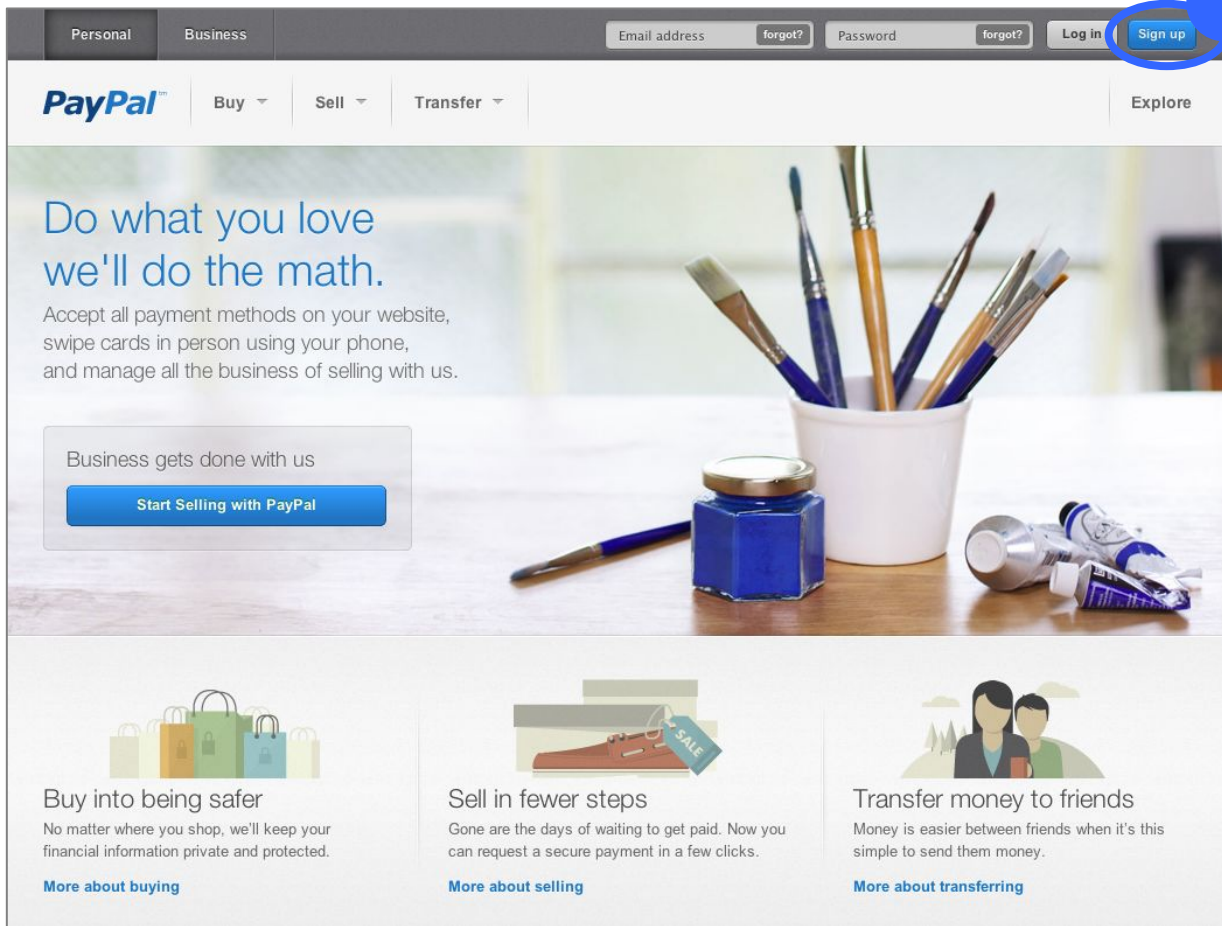 Personal Business Email address forgot? Password forgot? Log in Sign up
PayPal™ Buy Sell Transfer Explore
Do what you love
we'll do the math.
Accept all payment methods on your website,
swipe cards in person using your phone,
and manage all the business of selling with us.
Business gets done with us
Start Selling with PayPal
SALE
Buy into being safer
No matter where you shop, we'll keep your
financial information private and protected.
More about buying
Sell in fewer steps
Gone are the days of waiting to get paid. Now you
can request a secure payment in a few clicks.
More about selling
Transfer money to friends
Money is easier between friends when it's this
simple to send them money.
More about transferring